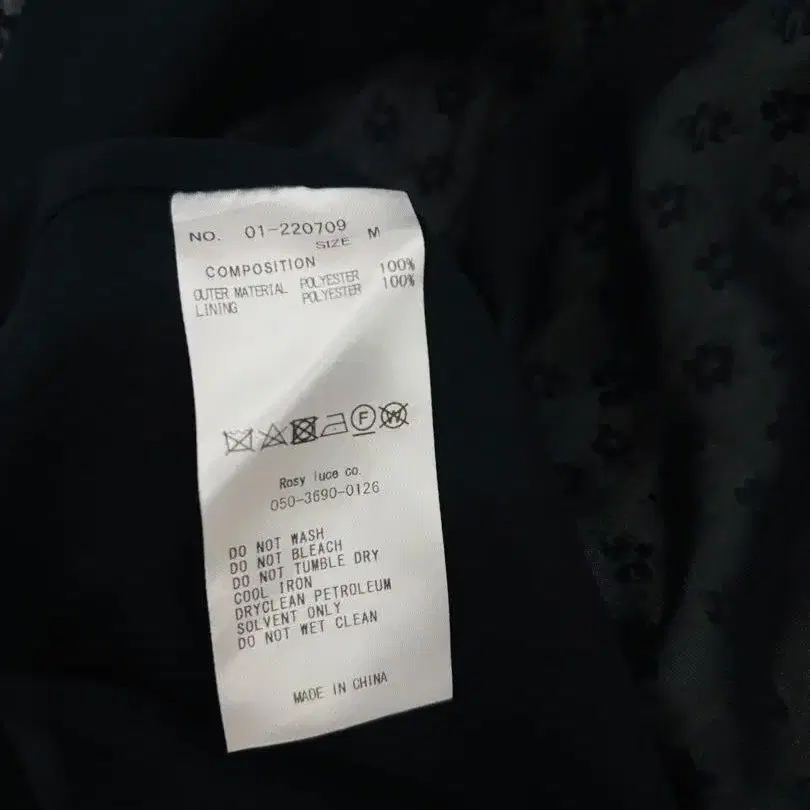 NO. 01-220709
SIZE M
COMPOSITION
OUTER MATERIAL POLYESTER 100%
LINING POLYESTER 100%
F W
Rosy luce co.
050-3690-0126
DO NOT WASH
DO NOT BLEACH
DO NOT TUMBLE DRY
COOL IRON
DRYCLEAN PETROLEUM
SOLVENT ONLY
DO NOT WET CLEAN
MADE IN CHINA